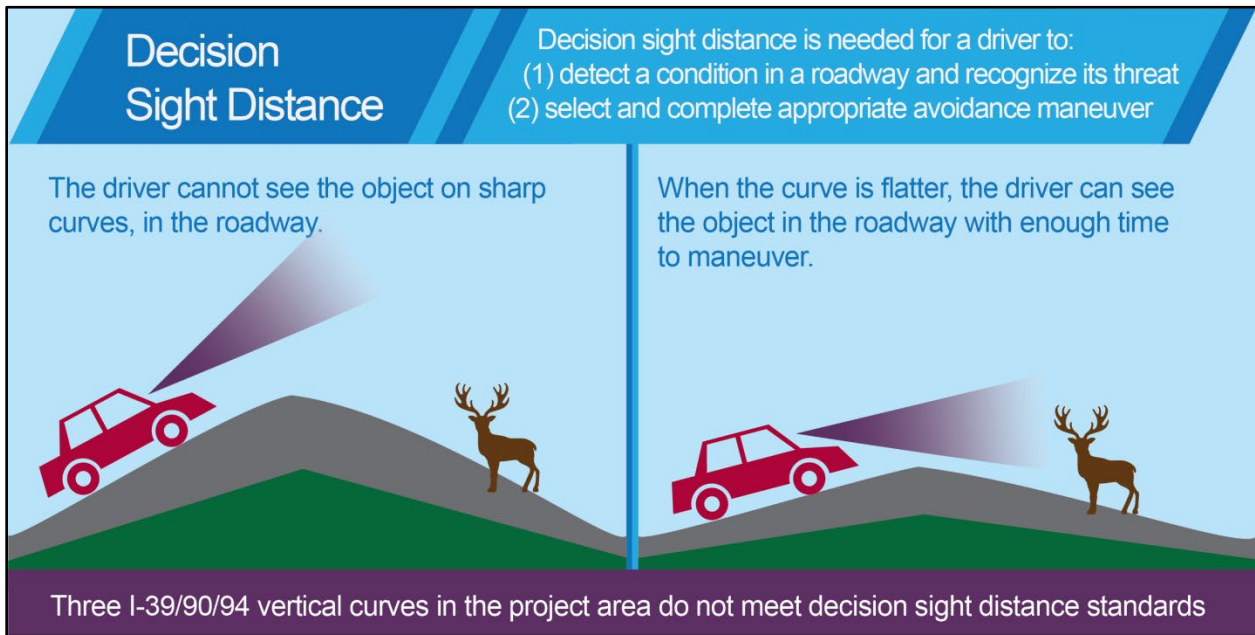 Decision
Sight Distance
Decision sight distance is needed for a driver to:
(1) detect a condition in a roadway and recognize its threat
(2) select and complete appropriate avoidance maneuver
The driver cannot see the object on sharp
curves, in the roadway.
When the curve is flatter, the driver can see
the object in the roadway with enough time
to maneuver.
Three I-39/90/94 vertical curves in the project area do not meet decision sight distance standards